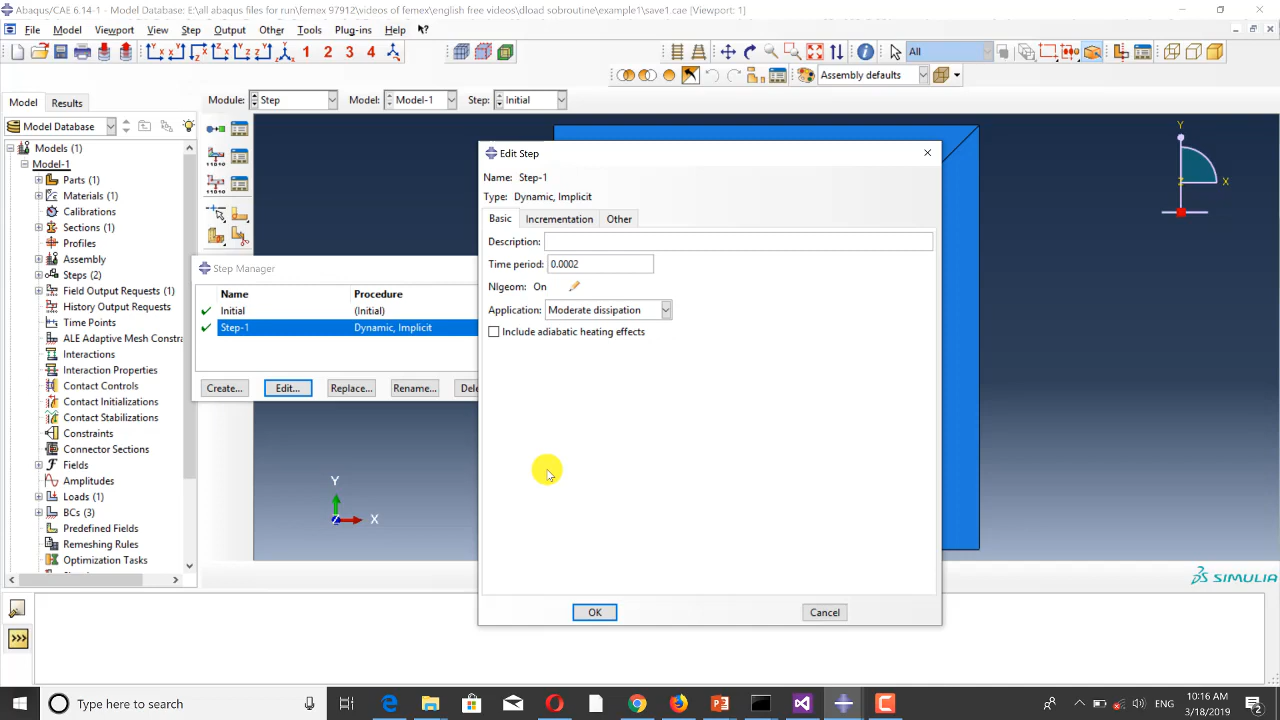 Abaqus/CAE 6.14-1 - Model Database: E:\all abaqus for run\femex 97912\videos of femex\english free videos\dload sobroutine\example1\save1.cae [Viewport: 1]
File Model Viewport View Step Output Other Tools Plug-ins Help
1 2 3 4 All
Assembly defaults
Model Results Module: Step Model: Model-1 Step: Initial
Model Database
Models (1)
Model-1
Parts (1)
Materials (1)
Calibrations
Sections (1)
Profiles
Assembly
Steps (2)
Field Output Requests (1)
History Output Requests
Time Points
ALE Adaptive Mesh Constra
Interactions
Interaction Properties
Contact Controls
Contact Initializations
Contact Stabilizations
Constraints
Connector Sections
Fields
Amplitudes
Loads (1)
BCs (3)
Predefined Fields
Remeshing Rules
Optimization Tasks
Step Manager
Name Procedure
Initial (Initial)
Step-1 Dynamic, Implicit
Create... Edit... Replace... Rename... Del
Edit Step
Name: Step-1
Type: Dynamic, Implicit
Basic Incrementation Other
Description:
Time period: 0.0002
Nlgeom: On
Application: Moderate dissipation
Include adiabatic heating effects
OK Cancel
Y
X
Z
Y
X
SIMULIA
>>>
Type here to search
10:16 AM
3/18/2019
2